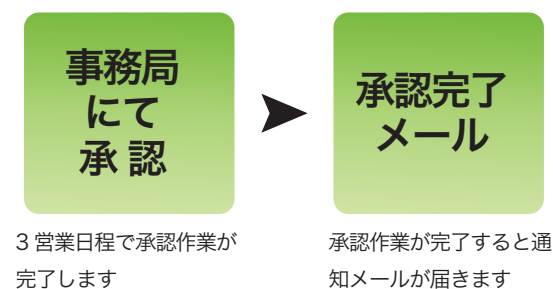 事務局
にて
承 認
承認完了
メール
3 営業日程で承認作業が
完了します
承認作業が完了すると通
知メールが届きます